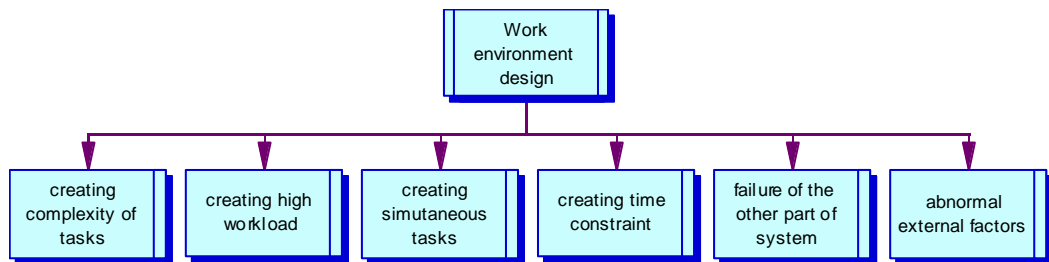 Work
environment
design
creating
complexity of
tasks
creating high
workload
creating
simutaneous
tasks
creating time
constraint
failure of the
other part of
system
abnormal
external factors